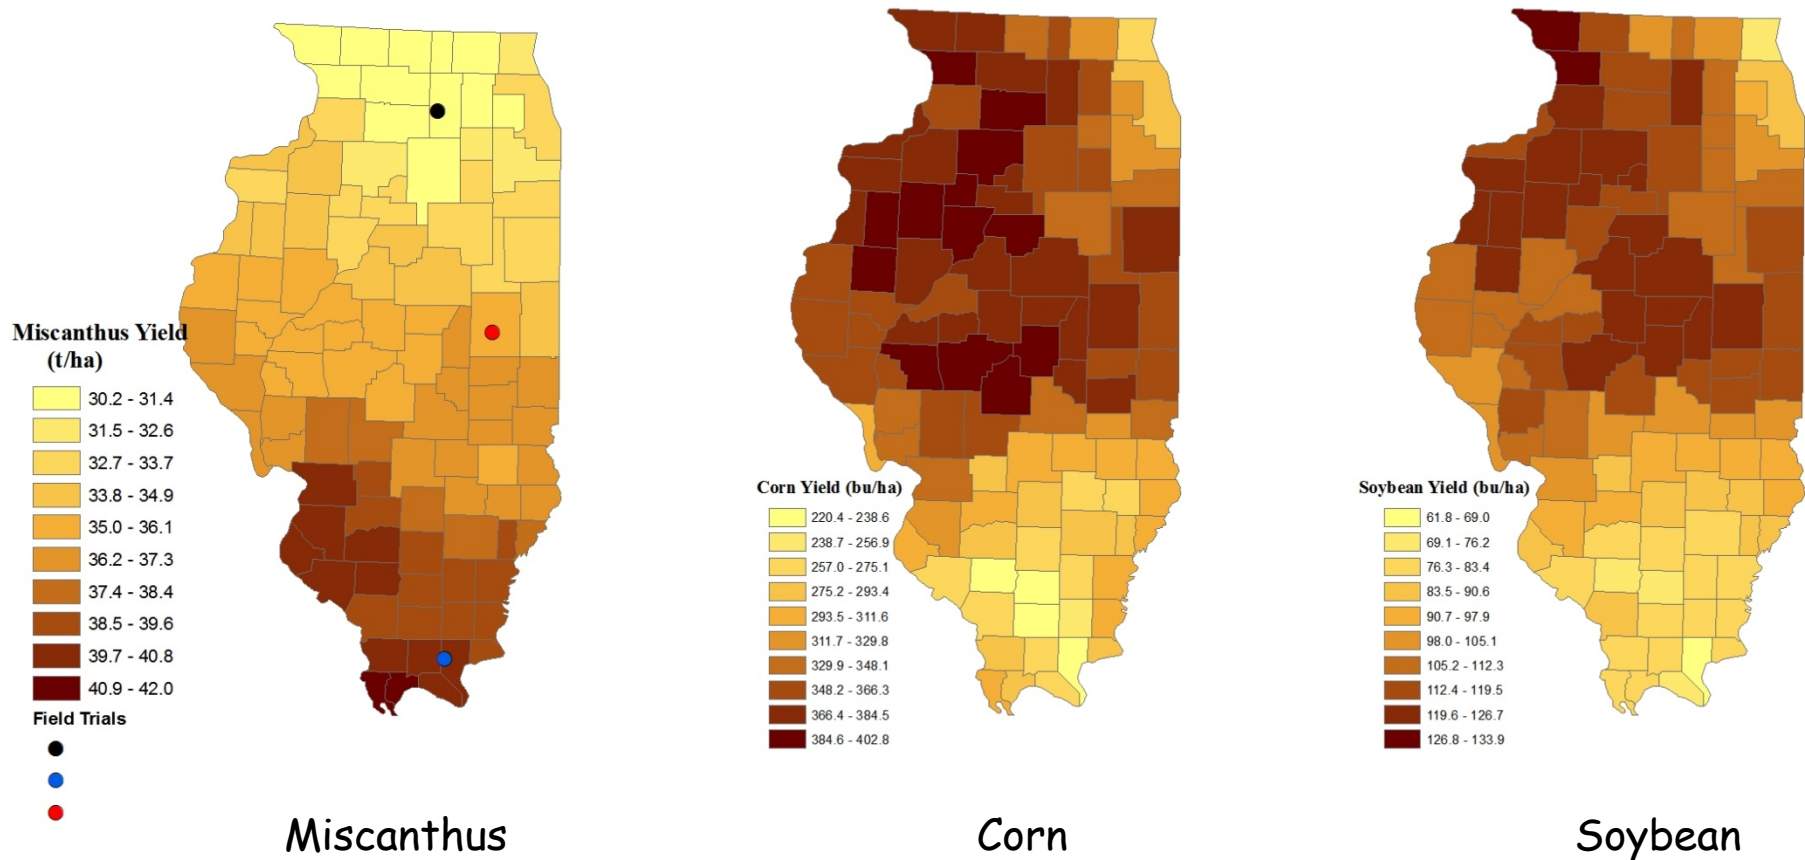 Miscanthus Yield
(t/ha)
30.2 - 31.4
31.5 - 32.6
32.7 - 33.7
33.8 - 34.9
35.0 - 36.1
36.2 - 37.3
37.4 - 38.4
38.5 - 39.6
39.7 - 40.8
40.9 - 42.0
Field Trials
Miscanthus
Corn Yield (bu/ha)
220.4 - 238.6
238.7 - 256.9
257.0 - 275.1
275.2 - 293.4
293.5 - 311.6
311.7 - 329.8
329.9 - 348.1
348.2 - 366.3
366.4 - 384.5
384.6 - 402.8
Corn
Soybean Yield (bu/ha)
61.8 - 69.0
69.1 - 76.2
76.3 - 83.4
83.5 - 90.6
90.7 - 97.9
98.0 - 105.1
105.2 - 112.3
112.4 - 119.5
119.6 - 126.7
126.8 - 133.9
Soybean